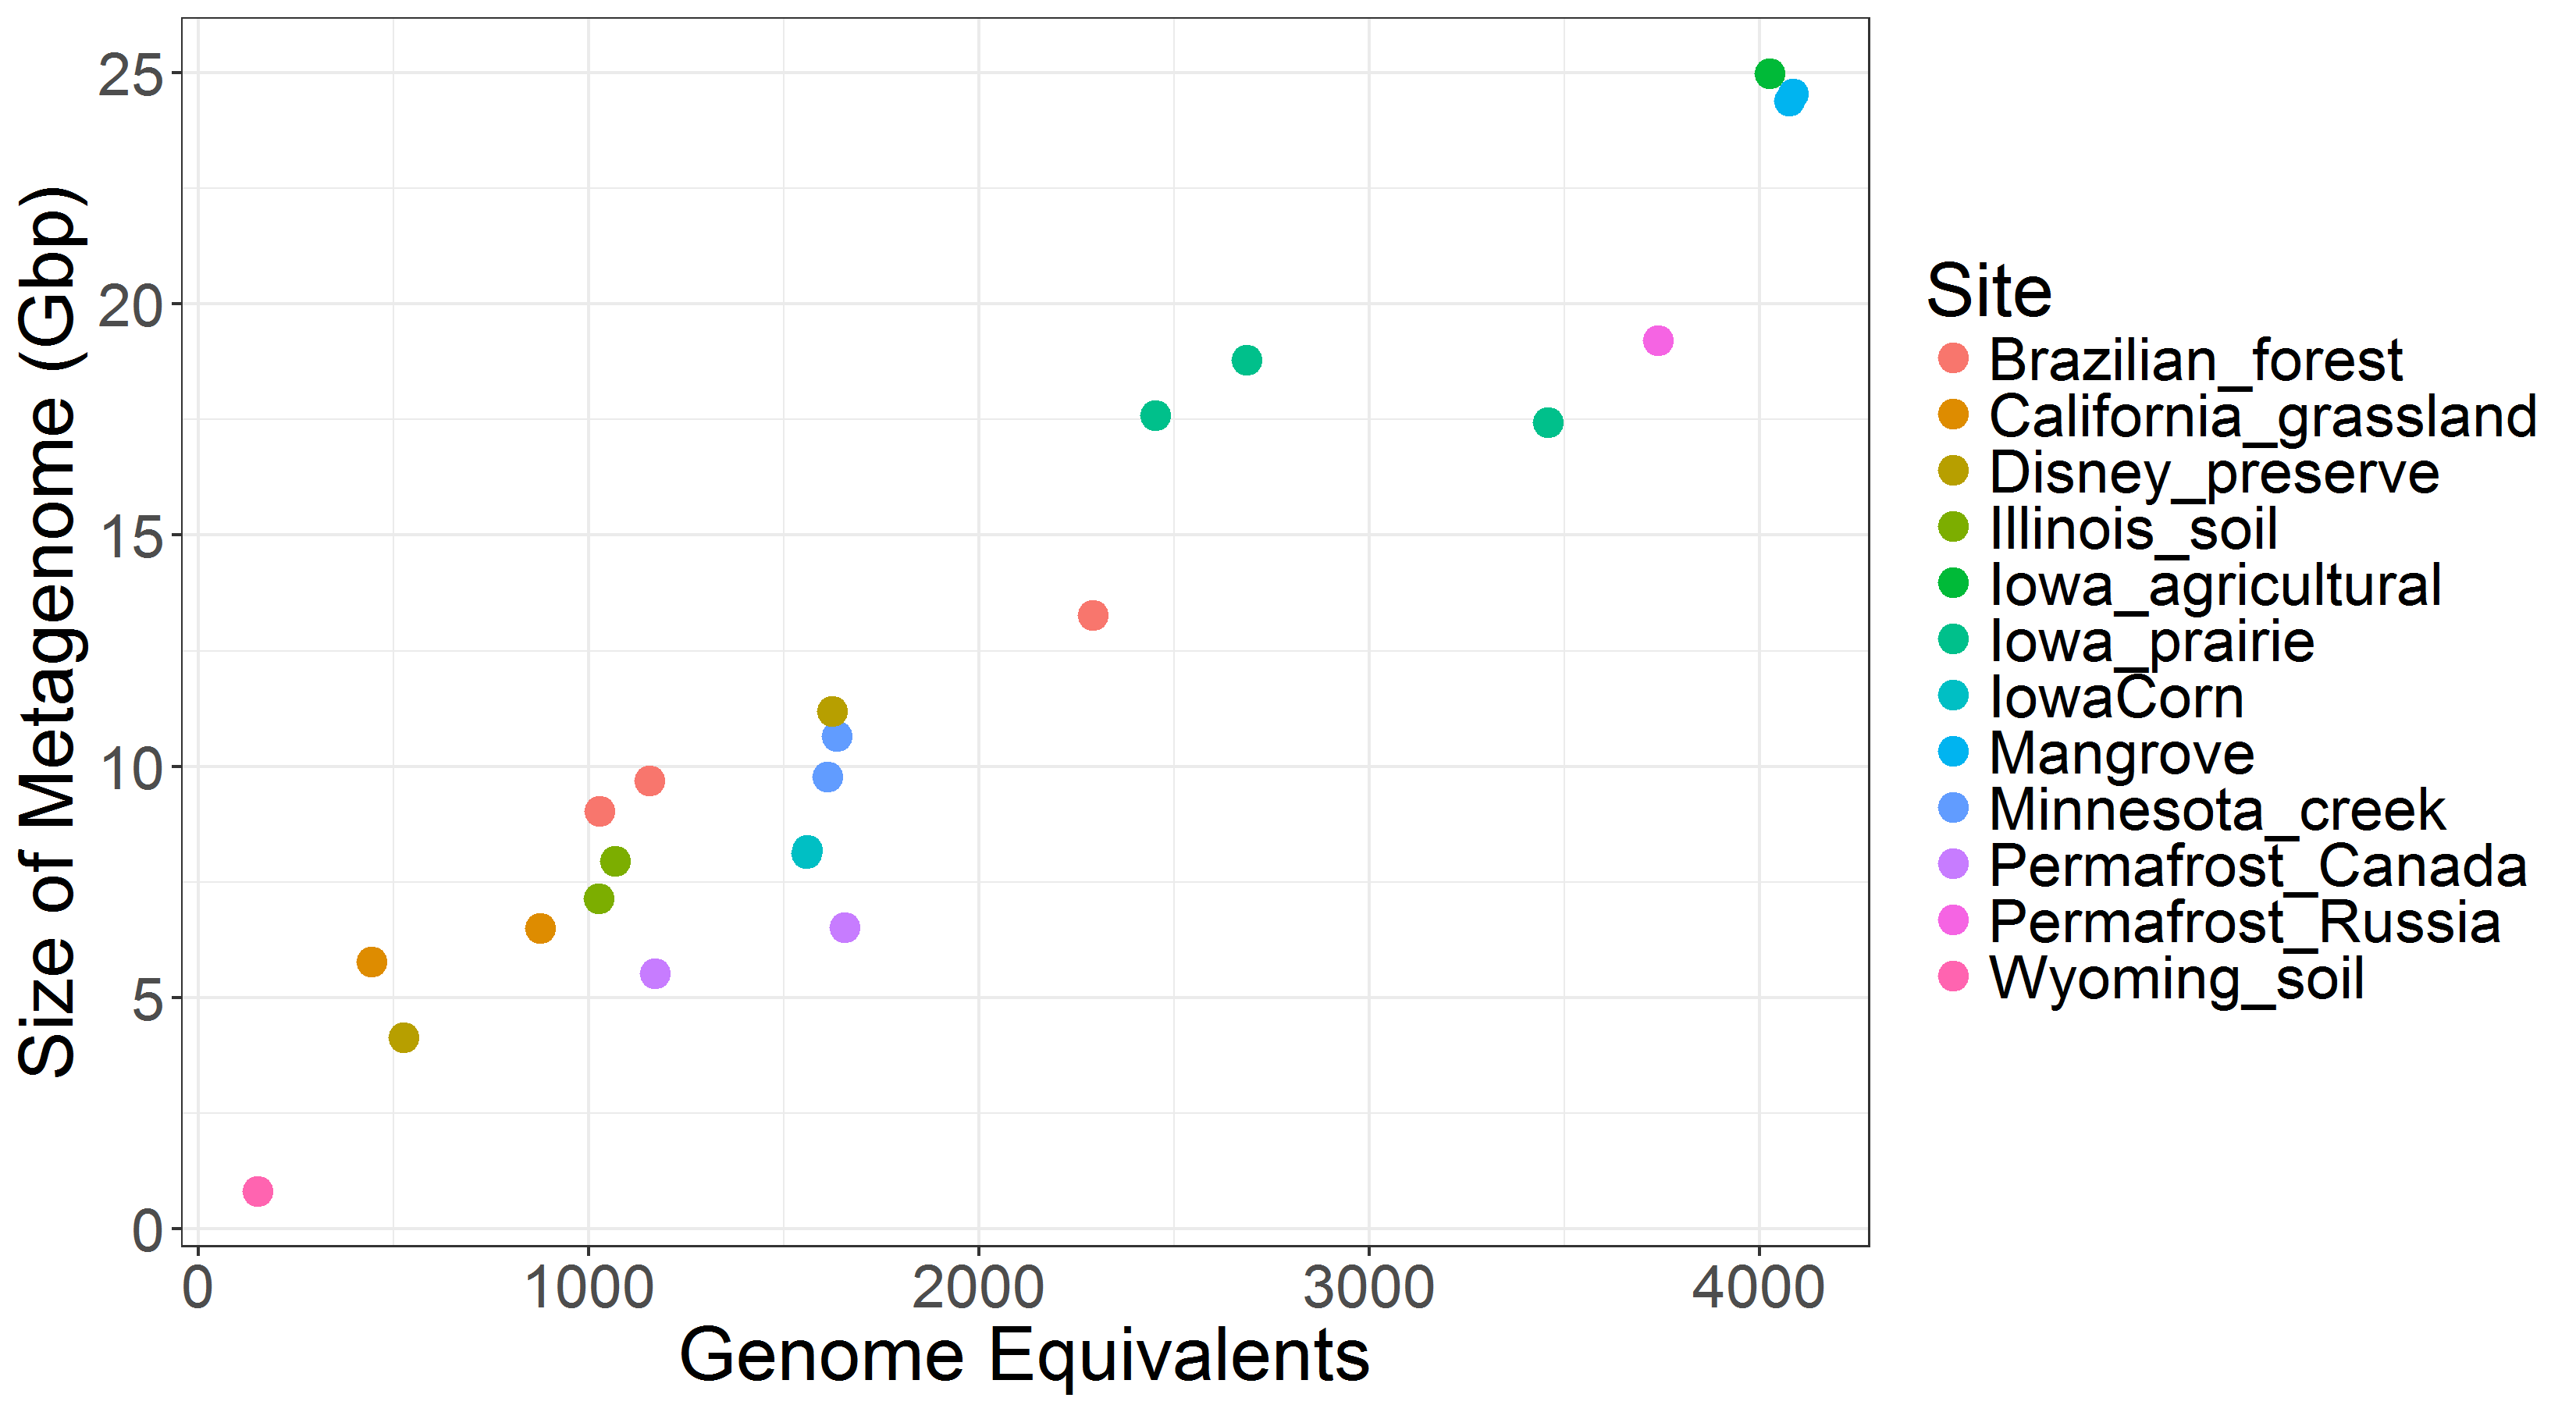 Size of Metagenome (Gbp)
25
20
15
10
5
0
0 1000 2000 3000 4000
Genome Equivalents
Site
Brazilian_forest
California_grassland
Disney_preserve
Illinois_soil
Iowa_agricultural
Iowa_prairie
IowaCorn
Mangrove
Minnesota_creek
Permafrost_Canada
Permafrost_Russia
Wyoming_soil